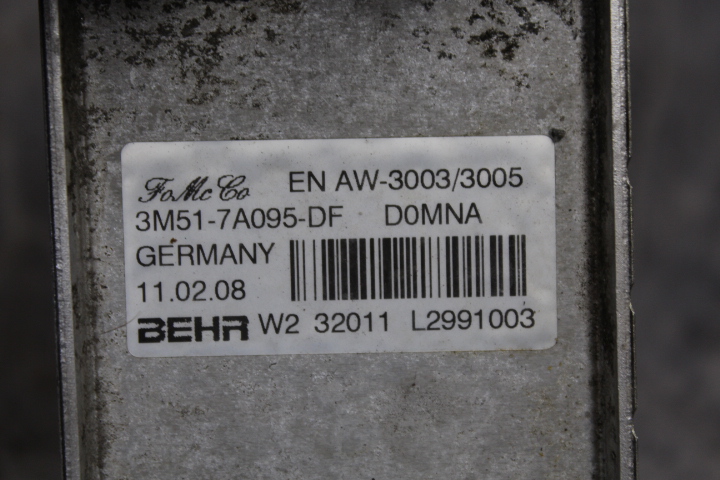 FoMoCo EN AW-3003/3005
3M51-7A095-DF D0MNA
GERMANY
11.02.08
BEHR W2 32011 L2991003